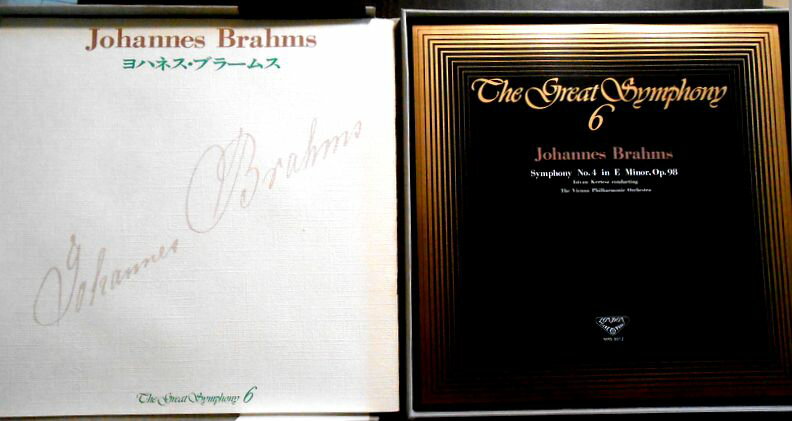 Johannes Brahms
ヨハネス・ブラームス
Johannes Brahms
The Great Symphony 6
The Great Symphony
6
Johannes Brahms
Symphony No.4 in E Minor, Op.98
Istvan Kertesz conducting
The Vienna Philharmonic Orchestra
LONDON